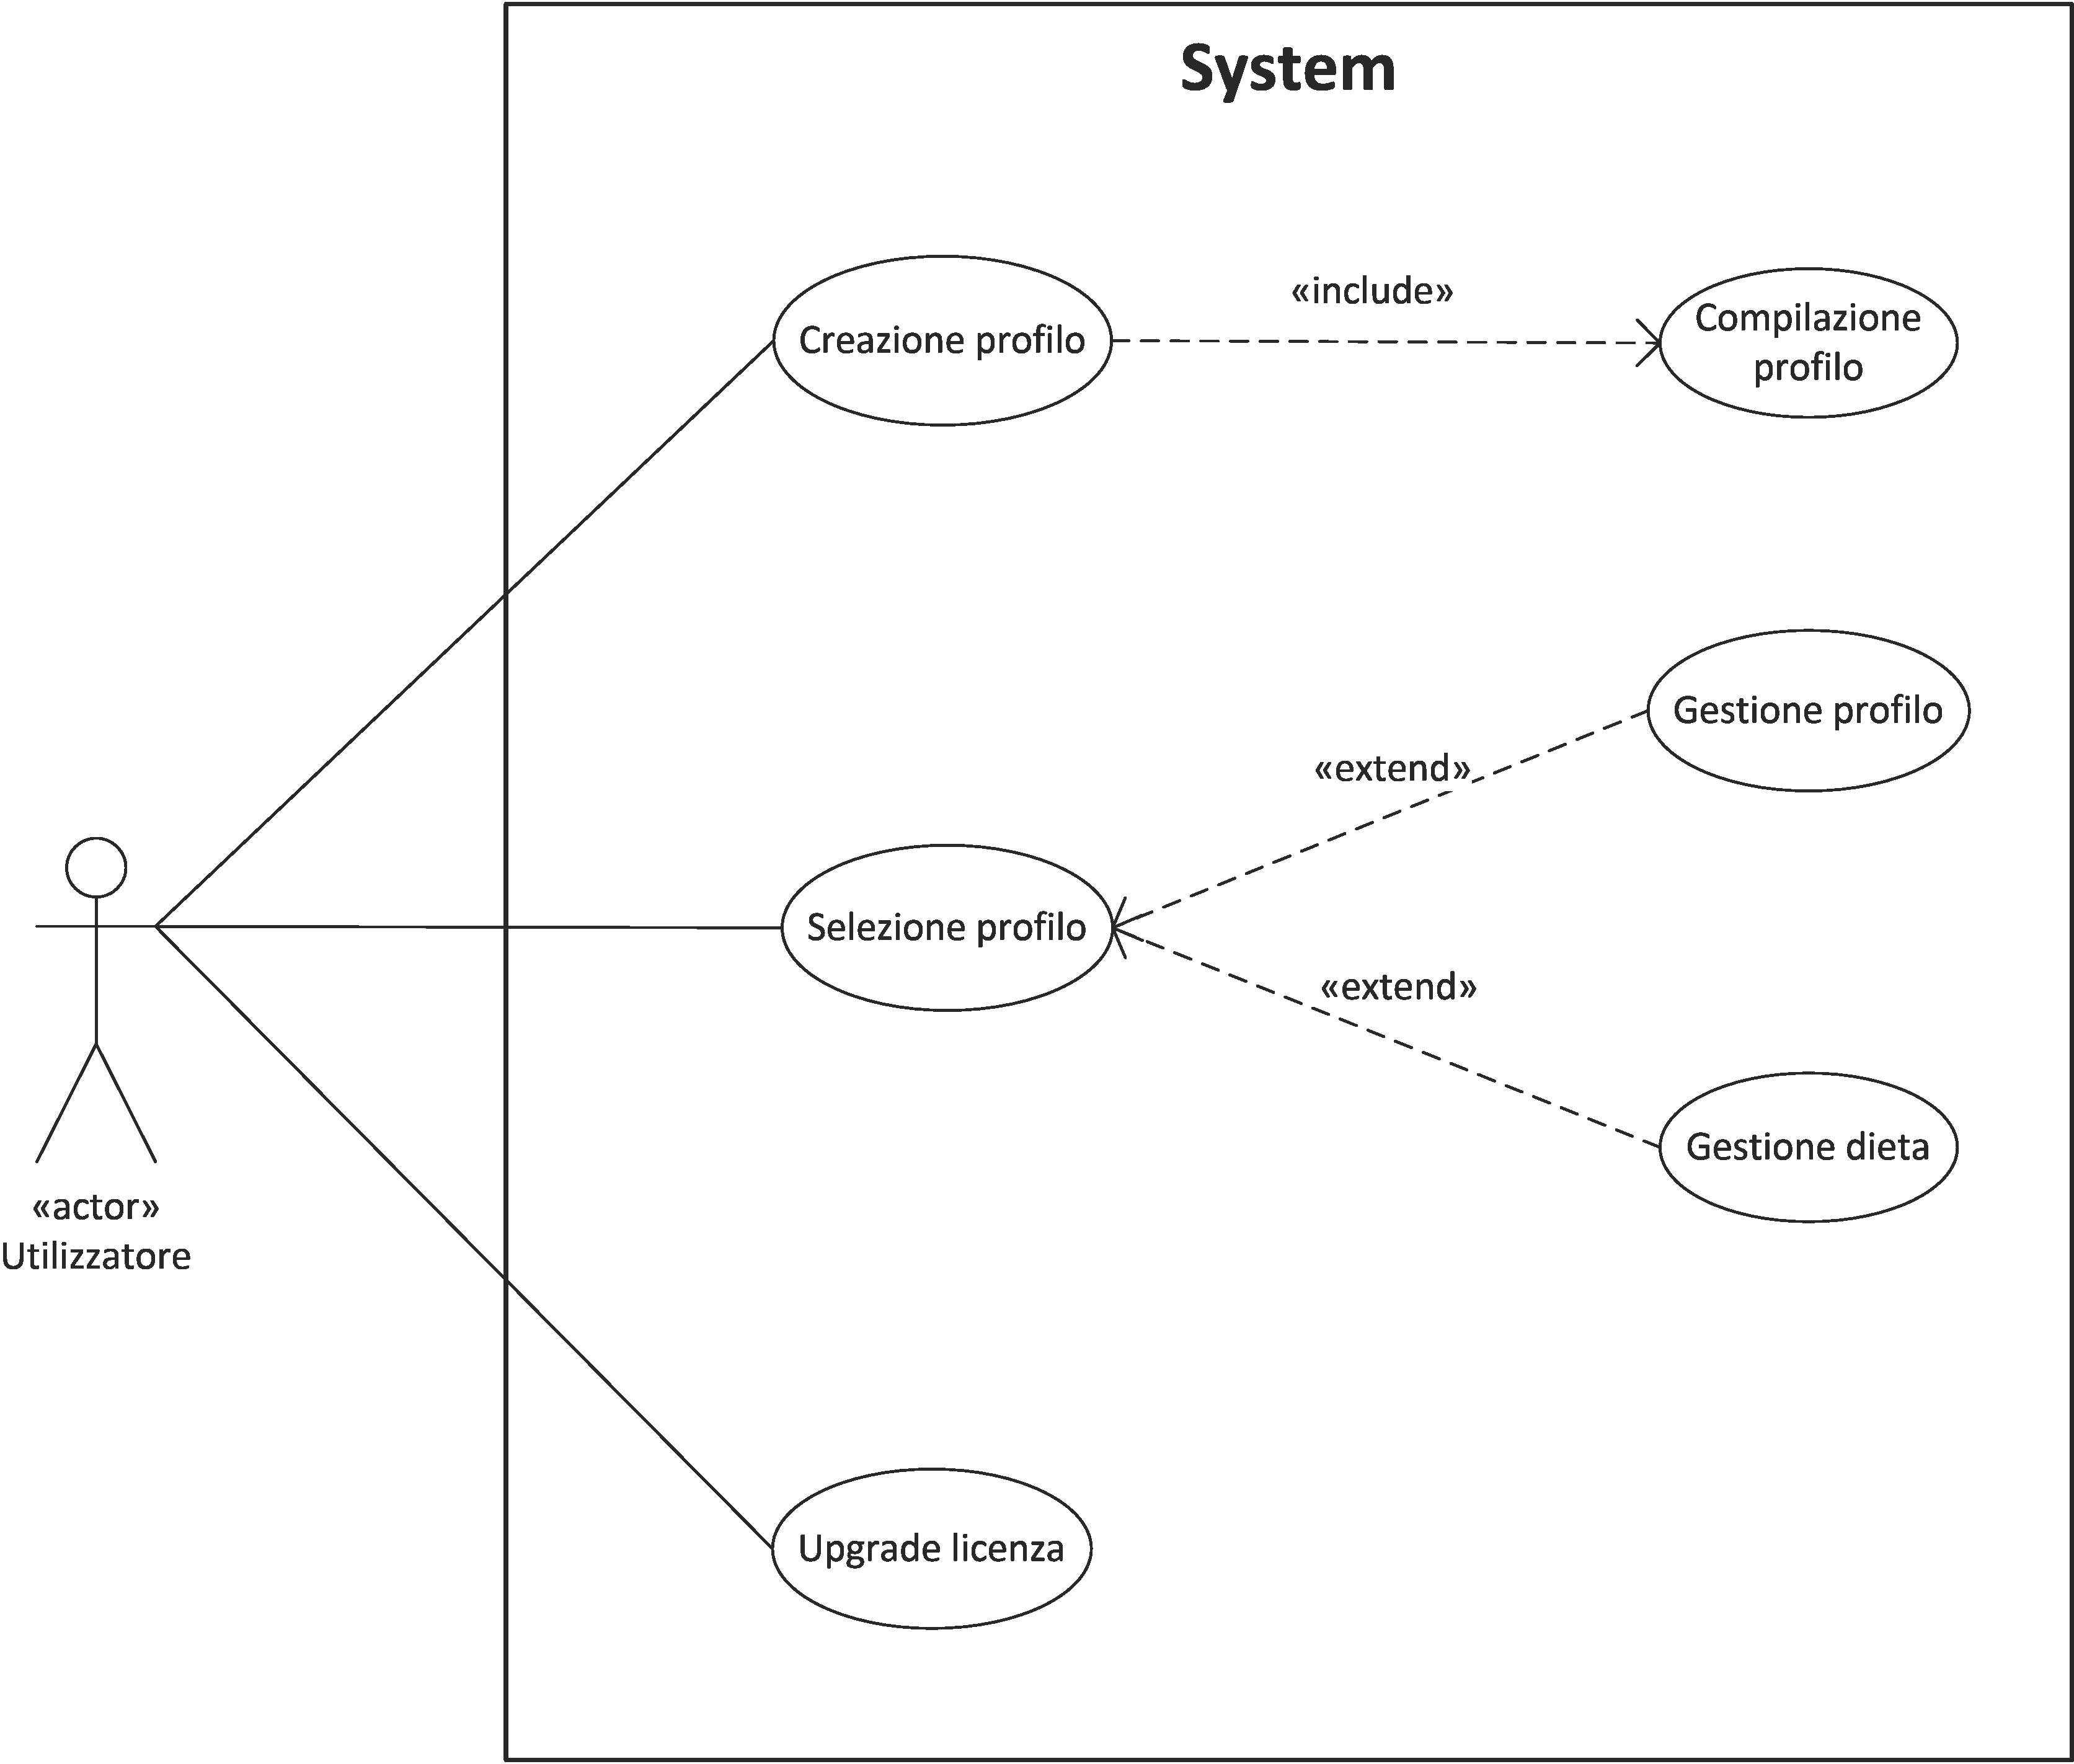 System
Creazione profilo
«include»
Compilazione
profilo
Gestione profilo
«extend»
Selezione profilo
«extend»
Gestione dieta
«actor»
Utilizzatore
Upgrade licenza